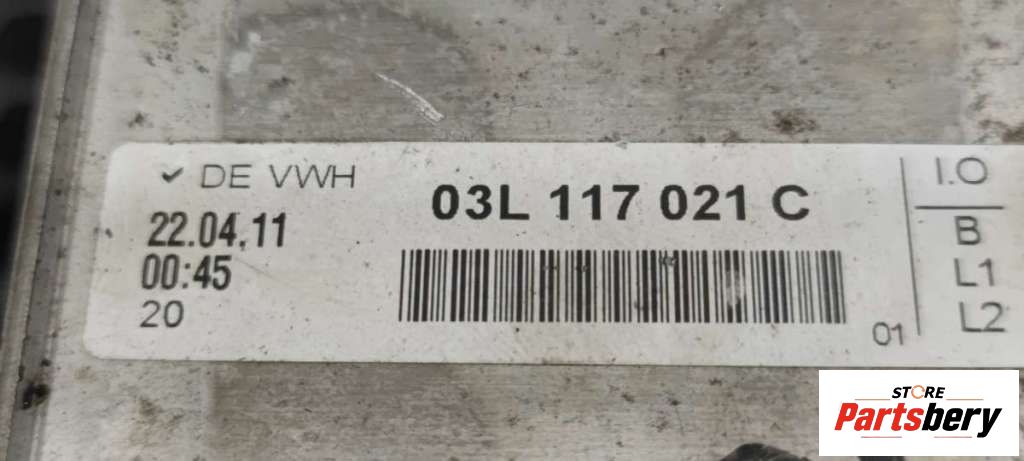 ✓ DE VWH
22.04.11
00:45
20
03L 117 021 C
01
I.O
B
L1
L2
STORE
Partsbery